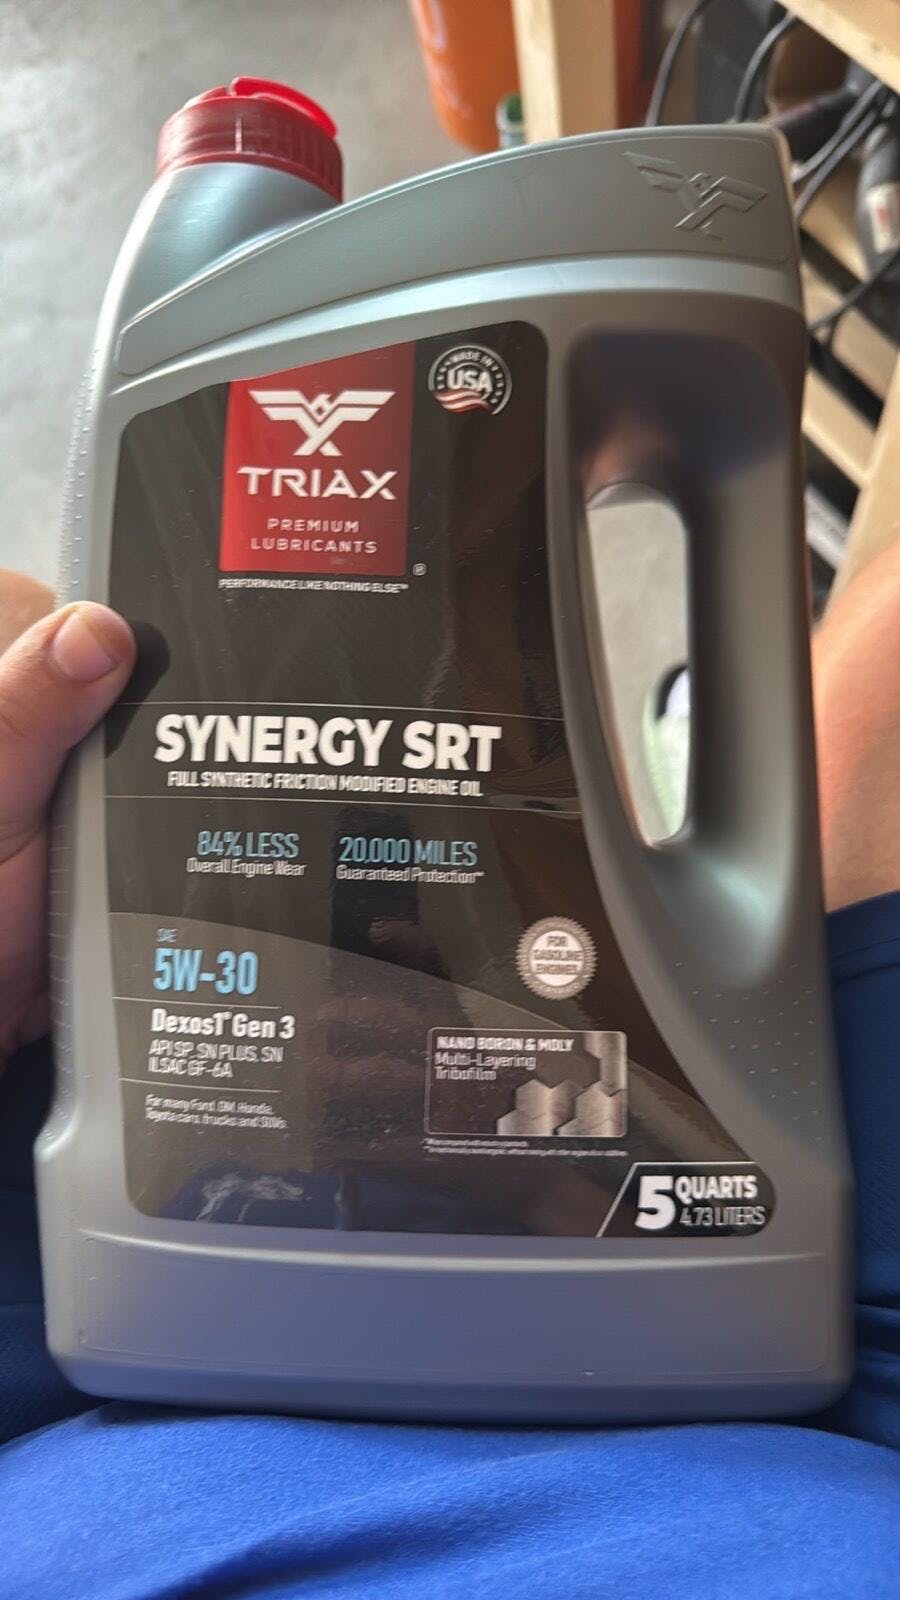 MADE IN
USA
TRIAX
PREMIUM
LUBRICANTS
®
PERFORMANCE LIKE NOTHING ELSE™
SYNERGY SRT
FULL SYNTHETIC FRICTION MODIFIED ENGINE OIL
84% LESS
Overall Engine Wear
20,000 MILES
Guaranteed Protection**
SAE
5W-30
Dexos1® Gen 3
API SP, SN PLUS, SN
ILSAC GF-6A
For many Ford, GM, Honda,
Toyota cars, trucks and SUVs.
FOR
GASOLINE
ENGINES
NANO BORON & MOLY
Multi-Layering
Tribofilm
5 QUARTS
4.73 LITERS